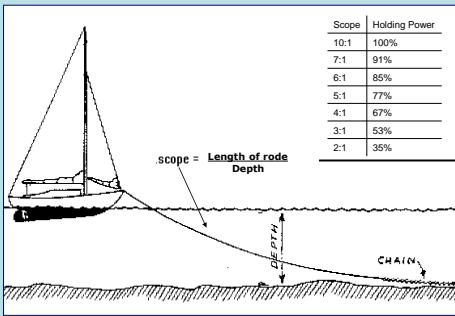 Scope Holding Power
10:1 100%
7:1 91%
6:1 85%
5:1 77%
4:1 67%
3:1 53%
2:1 35%
.scope = Length of rode
Depth
DEPTH
CHAIN